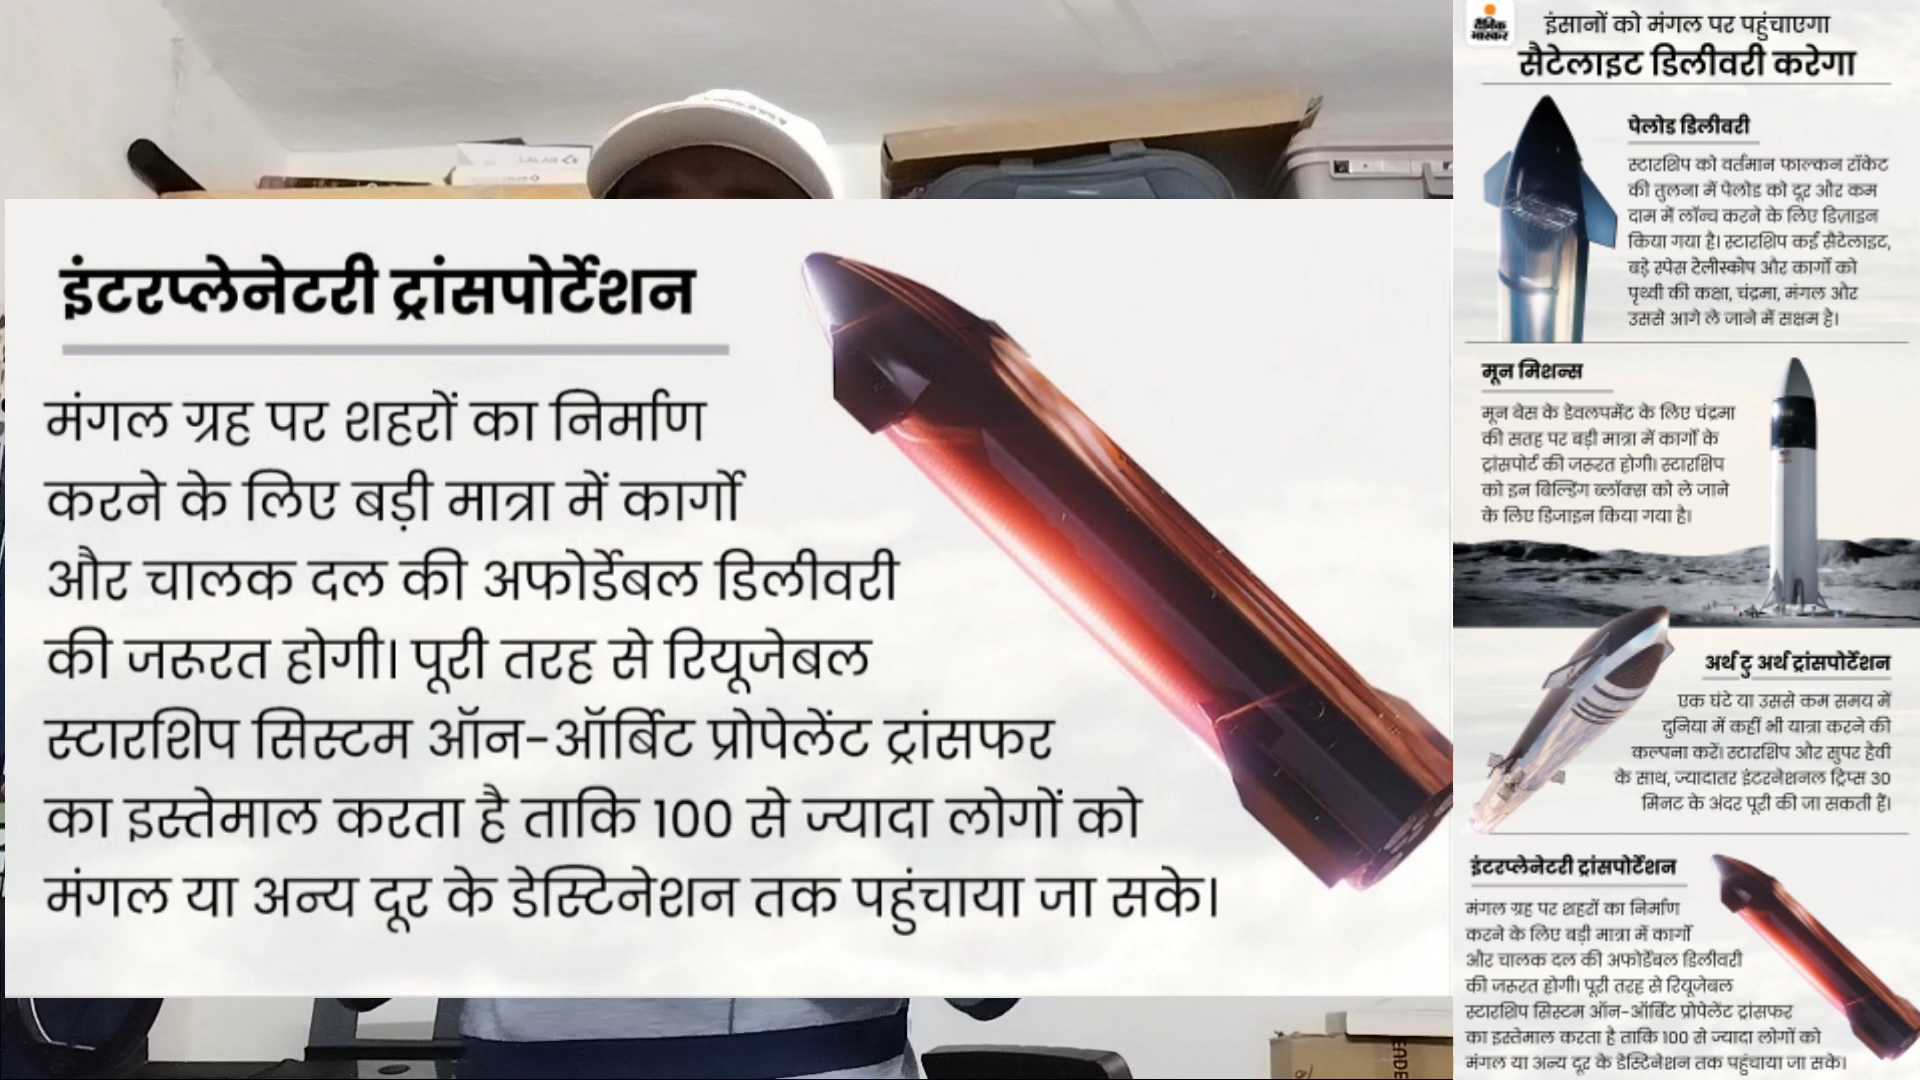 LALAB
LALAB
इंटरप्लेनेटरी ट्रांसपोर्टेशन
मंगल ग्रह पर शहरों का निर्माण
करने के लिए बड़ी मात्रा में कार्गो
और चालक दल की अफोर्डेबल डिलीवरी
की जरूरत होगी। पूरी तरह से रियूजेबल
स्टारशिप सिस्टम ऑन-ऑर्बिट प्रोपेलेंट ट्रांसफर
का इस्तेमाल करता है ताकि 100 से ज्यादा लोगों को
मंगल या अन्य दूर के डेस्टिनेशन तक पहुंचाया जा सके।
दैनिक
भास्कर
इंसानों को मंगल पर पहुंचाएगा
सैटेलाइट डिलीवरी करेगा
पेलोड डिलीवरी
स्टारशिप को वर्तमान फाल्कन रॉकेट
की तुलना में पेलोड को दूर और कम
दाम में लॉन्च करने के लिए डिज़ाइन
किया गया है। स्टारशिप कई सैटेलाइट,
बड़े स्पेस टेलीस्कोप और कार्गो को
पृथ्वी की कक्षा, चंद्रमा, मंगल और
उससे आगे ले जाने में सक्षम है।
मून मिशन्स
मून बेस के डेवलपमेंट के लिए चंद्रमा
की सतह पर बड़ी मात्रा में कार्गो के
ट्रांसपोर्ट की जरूरत होगी। स्टारशिप
को इन बिल्डिंग ब्लॉक्स को ले जाने
के लिए डिजाइन किया गया है।
अर्थ टु अर्थ ट्रांसपोर्टेशन
एक घंटे या उससे कम समय में
दुनिया में कहीं भी यात्रा करने की
कल्पना करें। स्टारशिप और सुपर हैवी
के साथ, ज्यादातर इंटरनेशनल ट्रिप्स 30
मिनट के अंदर पूरी की जा सकती हैं।
इंटरप्लेनेटरी ट्रांसपोर्टेशन
मंगल ग्रह पर शहरों का निर्माण
करने के लिए बड़ी मात्रा में कार्गो
और चालक दल की अफोर्डेबल डिलीवरी
की जरूरत होगी। पूरी तरह से रियूजेबल
स्टारशिप सिस्टम ऑन-ऑर्बिट प्रोपेलेंट ट्रांसफर
का इस्तेमाल करता है ताकि 100 से ज्यादा लोगों को
मंगल या अन्य दूर के डेस्टिनेशन तक पहुंचाया जा सके।